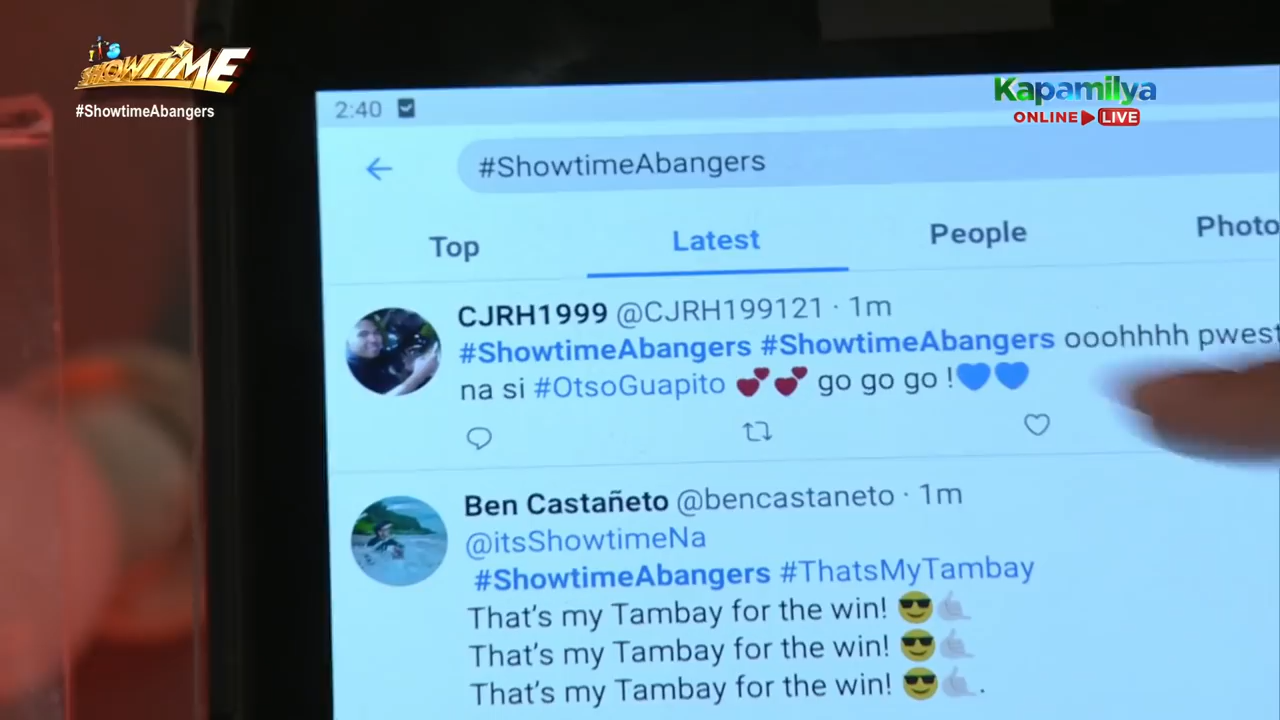 it's
SHOWTIME
#ShowtimeAbangers
Kapamilya
ONLINE LIVE
2:40
#ShowtimeAbangers
Top Latest People Photo
CJRH1999 @CJRH199121 · 1m
#ShowtimeAbangers #ShowtimeAbangers ooohhhh pwest
na si #OtsoGuapito 💕💕 go go go !💙💙
Ben Castañeto @bencastaneto · 1m
@itsShowtimeNa
#ShowtimeAbangers #ThatsMyTambay
That's my Tambay for the win! 😎🤙
That's my Tambay for the win! 😎🤙
That's my Tambay for the win! 😎🤙.